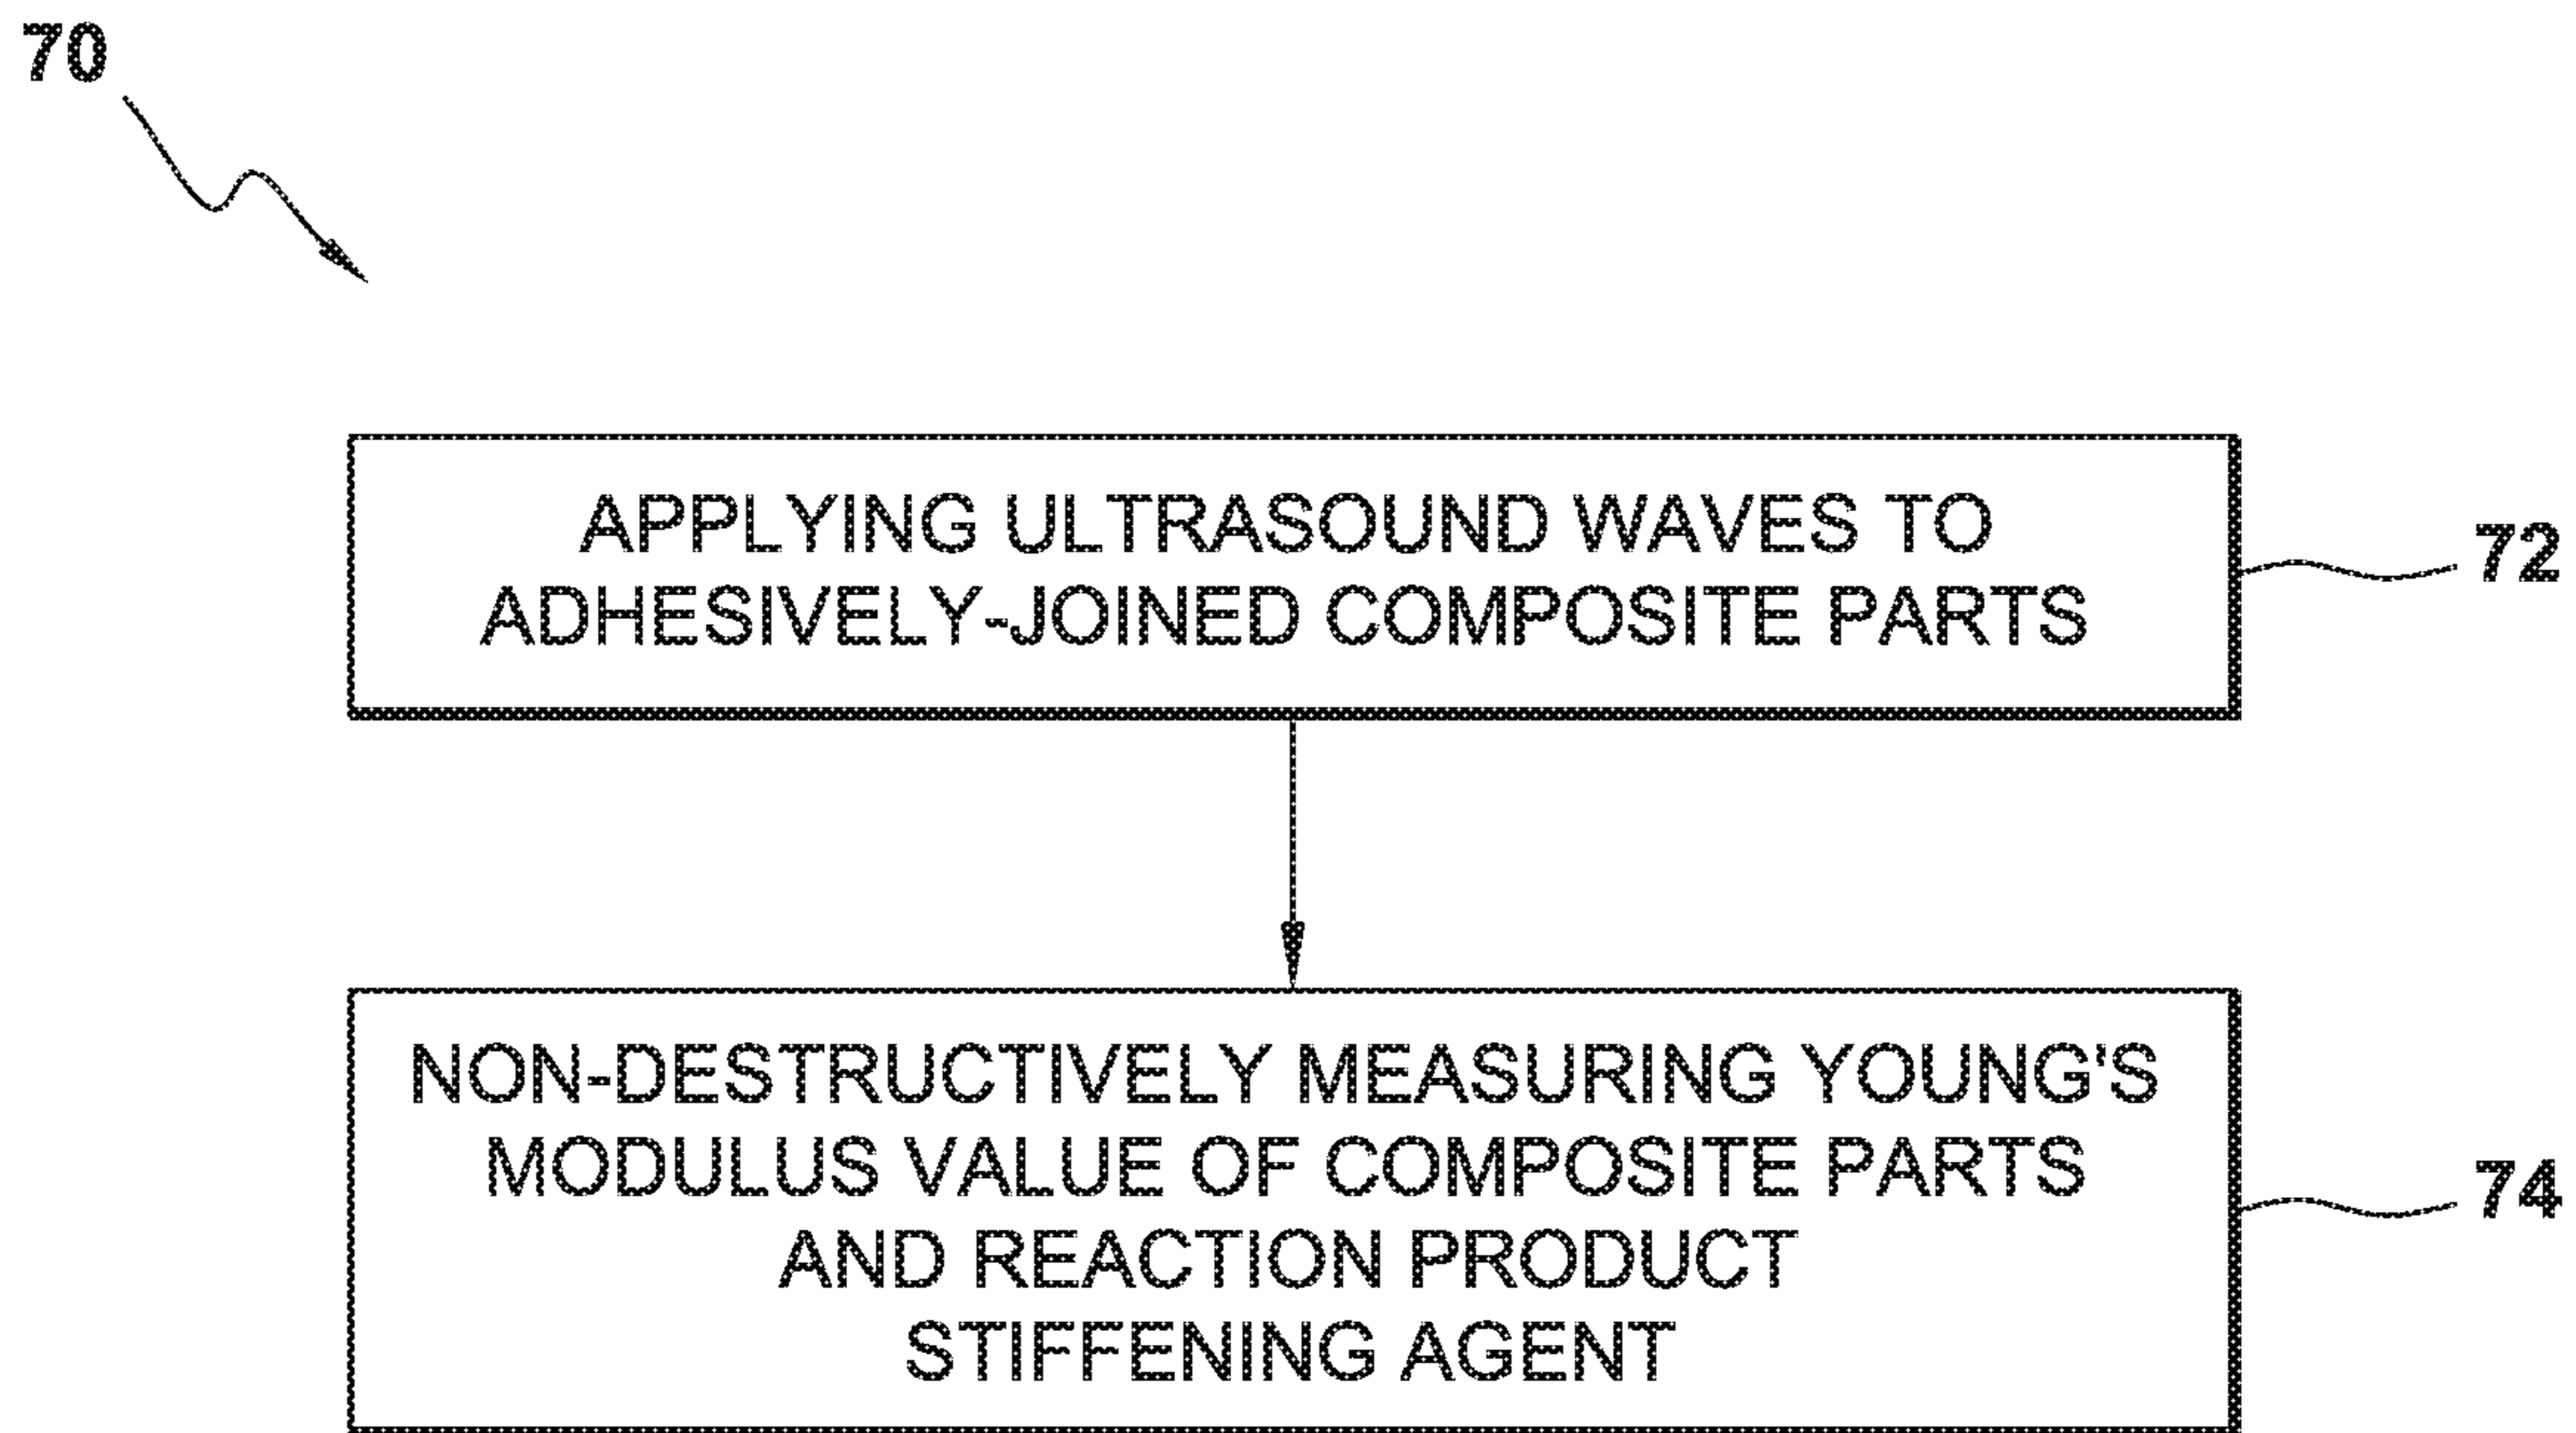 70
APPLYING ULTRASOUND WAVES TO
ADHESIVELY-JOINED COMPOSITE PARTS
72
NON-DESTRUCTIVELY MEASURING YOUNG'S
MODULUS VALUE OF COMPOSITE PARTS
AND REACTION PRODUCT
STIFFENING AGENT
74